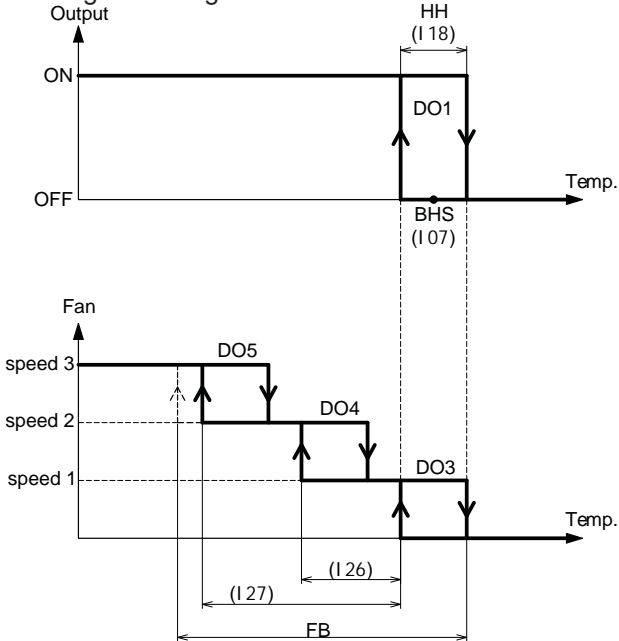 Output
HH
(I18)
ON
DO1
OFF
Temp.
BHS
(I07)
Fan
speed 3
DO5
speed 2
DO4
speed 1
DO3
Temp.
(I26)
(I27)
FB